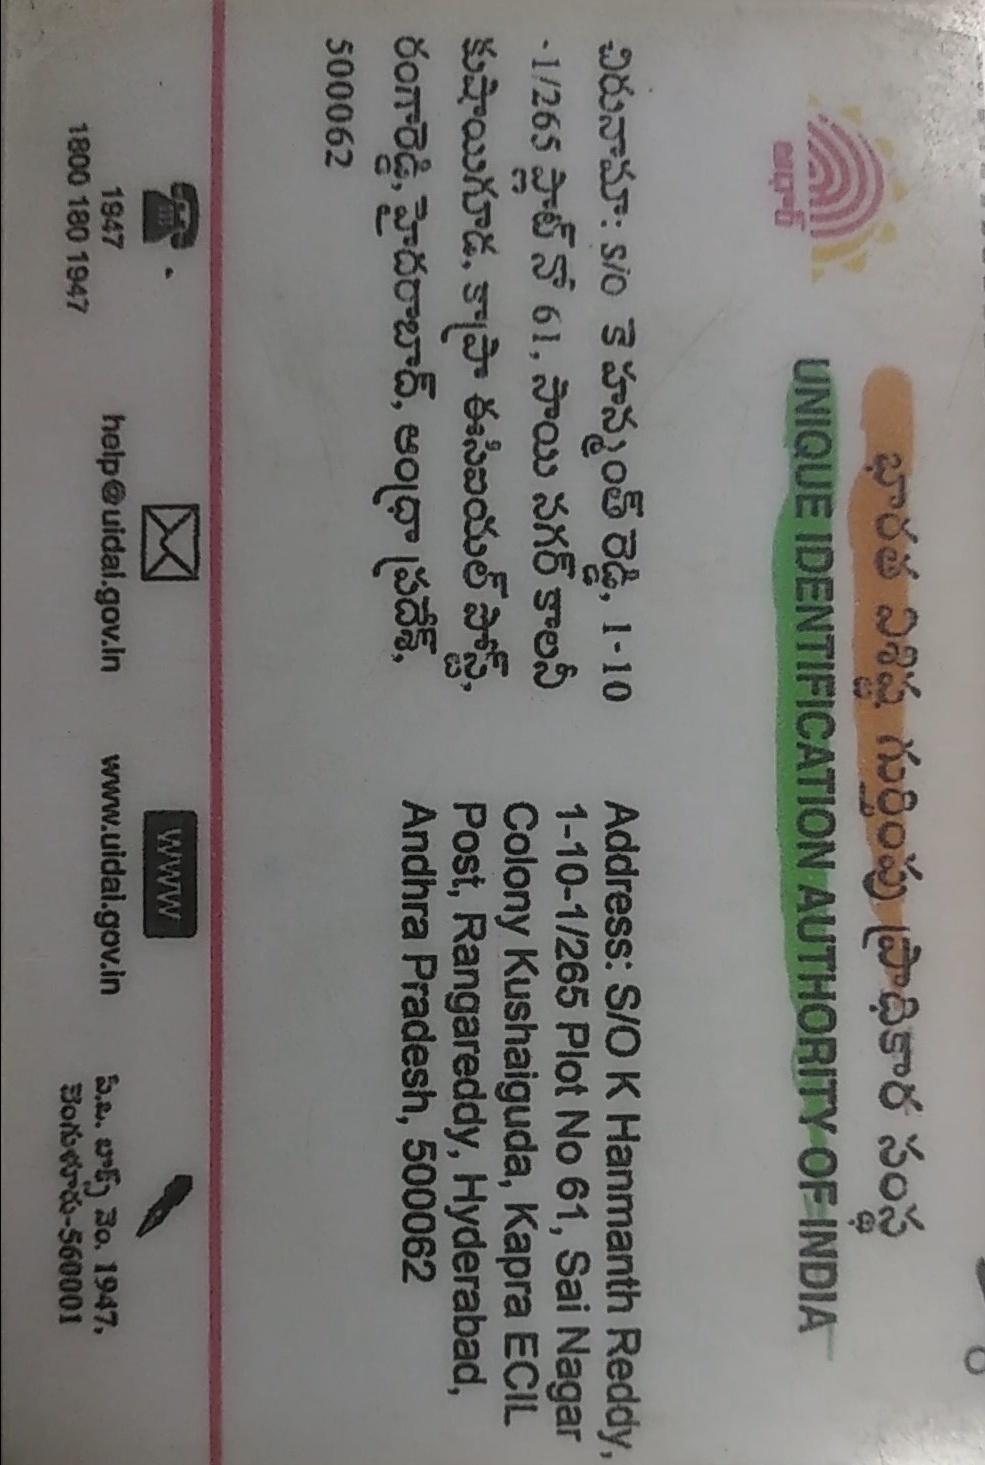 భారత విశిష్ట గుర్తింపు ప్రాధికార సంస్థ
UNIQUE IDENTIFICATION AUTHORITY OF INDIA
ఆధార్
చిరునామా: S/O కె హన్మంత్ రెడ్డి, 1-10
-1/265 ప్లాట్ నో 61, సాయి నగర్ కాలనీ
కుషాయిగూడ, కాప్రా ఈసిఐయల్ పోస్ట్,
రంగారెడ్డి, హైదరాబాద్, ఆంధ్రా ప్రదేశ్,
500062
Address: S/O K Hanmanth Reddy,
1-10-1/265 Plot No 61, Sai Nagar
Colony Kushaiguda, Kapra ECIL
Post, Rangareddy, Hyderabad,
Andhra Pradesh, 500062
1947
1800 180 1947
help@uidai.gov.in
WWW
www.uidai.gov.in
పి.ఒ. బాక్స్ నెం. 1947,
బెంగుళూరు-560001